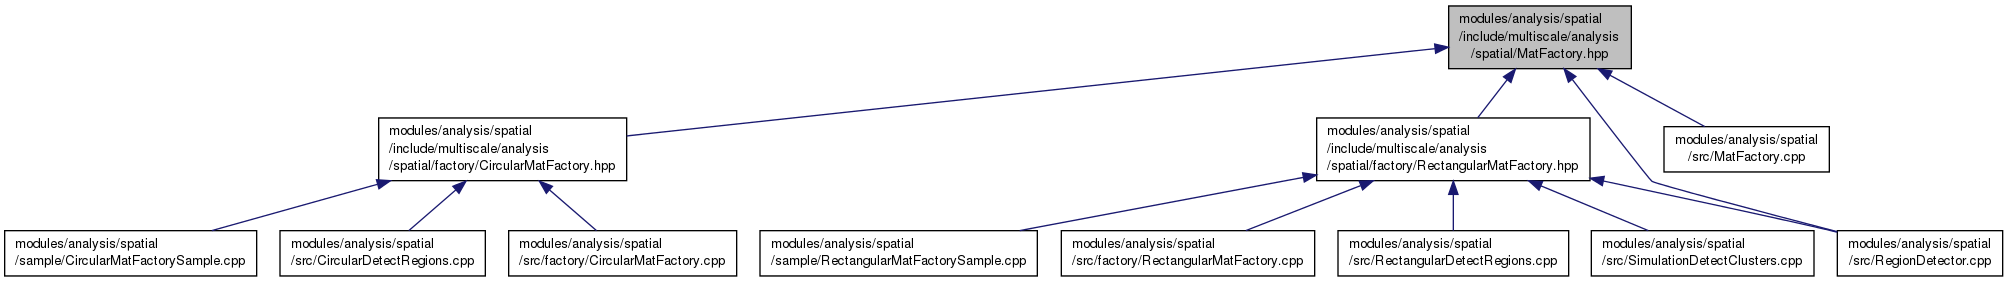 modules/analysis/spatial
/include/multiscale/analysis
/spatial/MatFactory.hpp
modules/analysis/spatial
/include/multiscale/analysis
/spatial/factory/CircularMatFactory.hpp
modules/analysis/spatial
/include/multiscale/analysis
/spatial/factory/RectangularMatFactory.hpp
modules/analysis/spatial
/src/MatFactory.cpp
modules/analysis/spatial
/sample/CircularMatFactorySample.cpp
modules/analysis/spatial
/src/CircularDetectRegions.cpp
modules/analysis/spatial
/src/factory/CircularMatFactory.cpp
modules/analysis/spatial
/sample/RectangularMatFactorySample.cpp
modules/analysis/spatial
/src/factory/RectangularMatFactory.cpp
modules/analysis/spatial
/src/RectangularDetectRegions.cpp
modules/analysis/spatial
/src/SimulationDetectClusters.cpp
modules/analysis/spatial
/src/RegionDetector.cpp